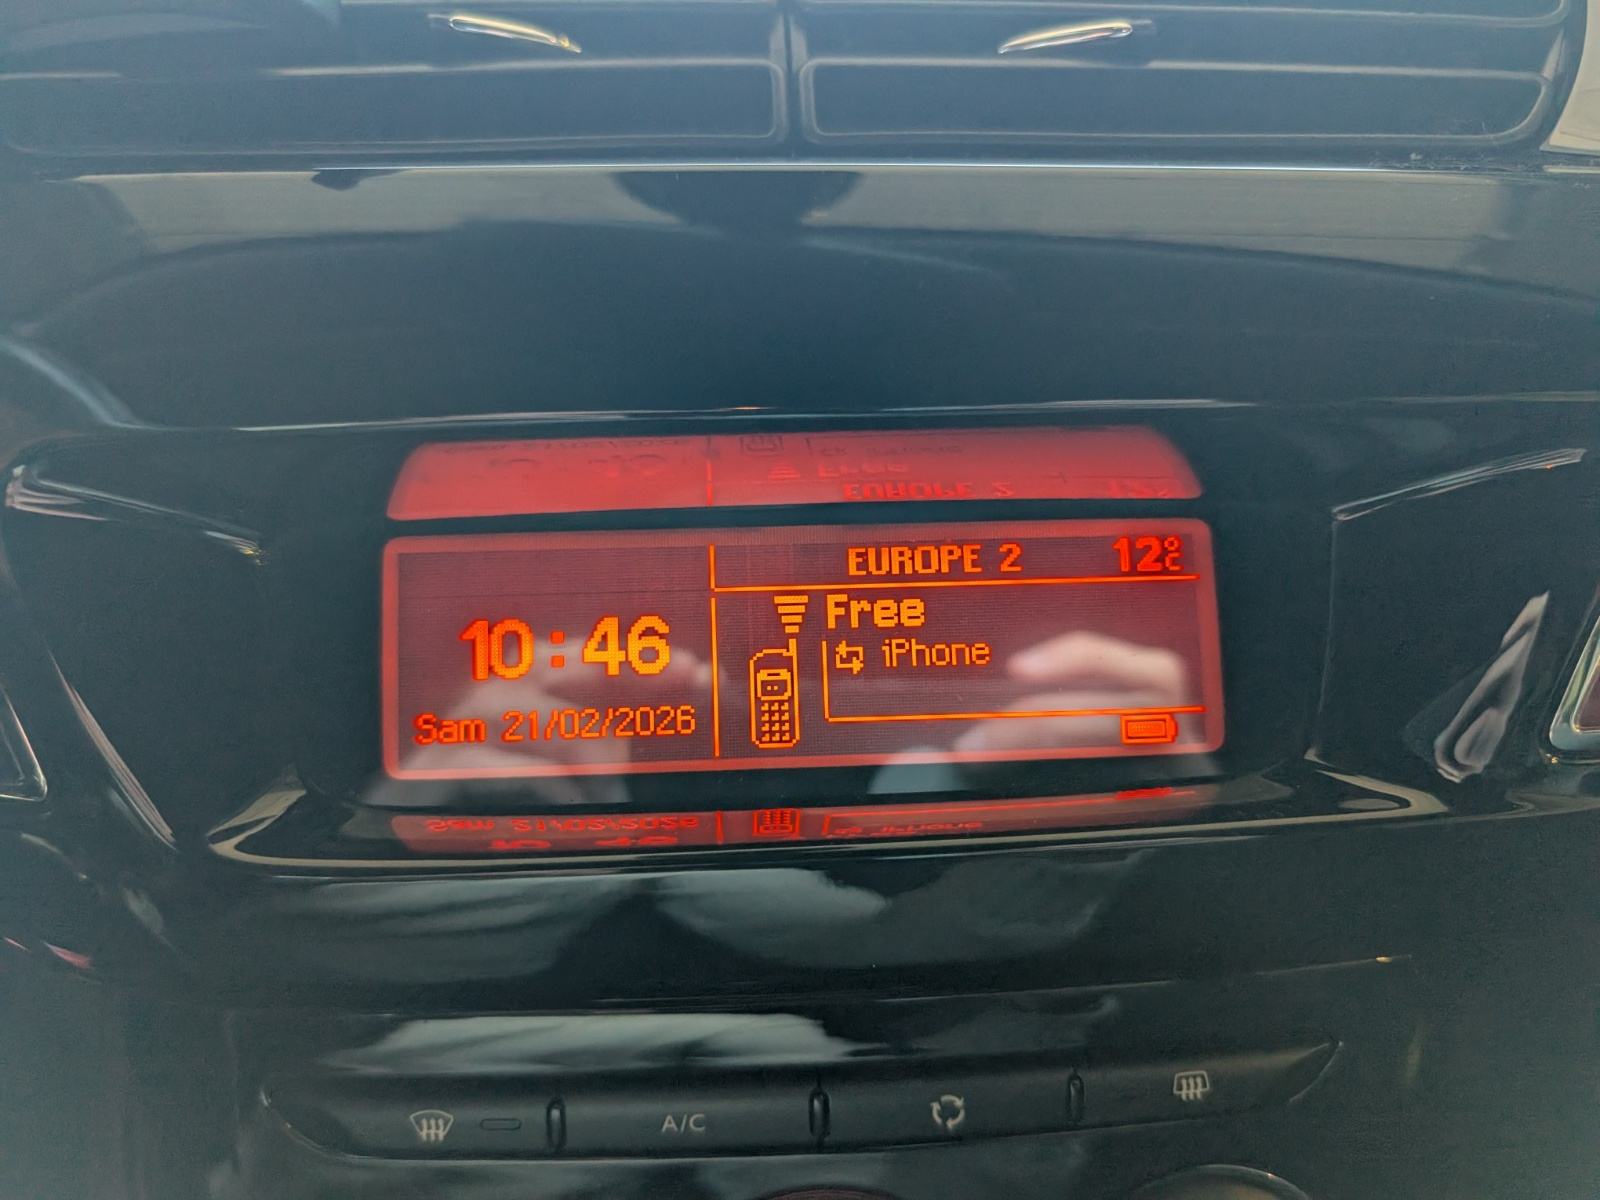 EUROPE 2 12°C
10:46
Free
iPhone
Sam 21/02/2026
A/C